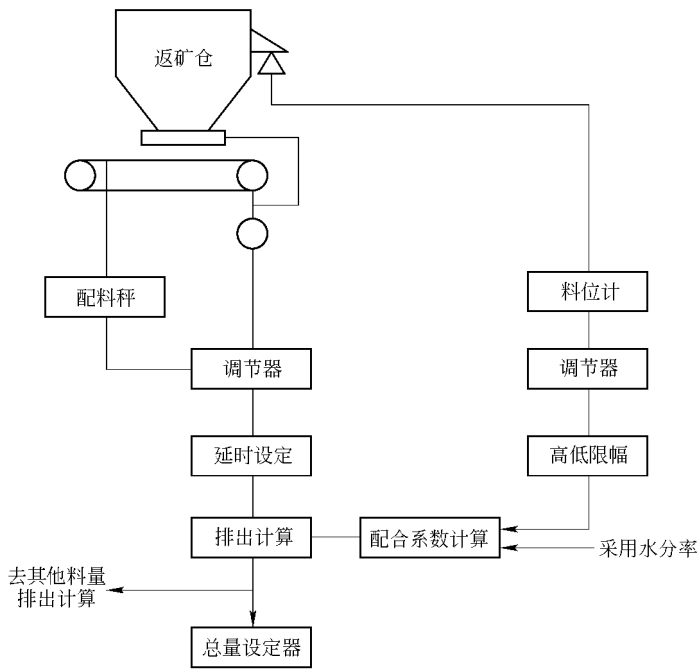 返矿仓
配料秤
料位计
调节器
调节器
延时设定
高低限幅
排出计算
配合系数计算
采用水分率
去其他料量
排出计算
总量设定器